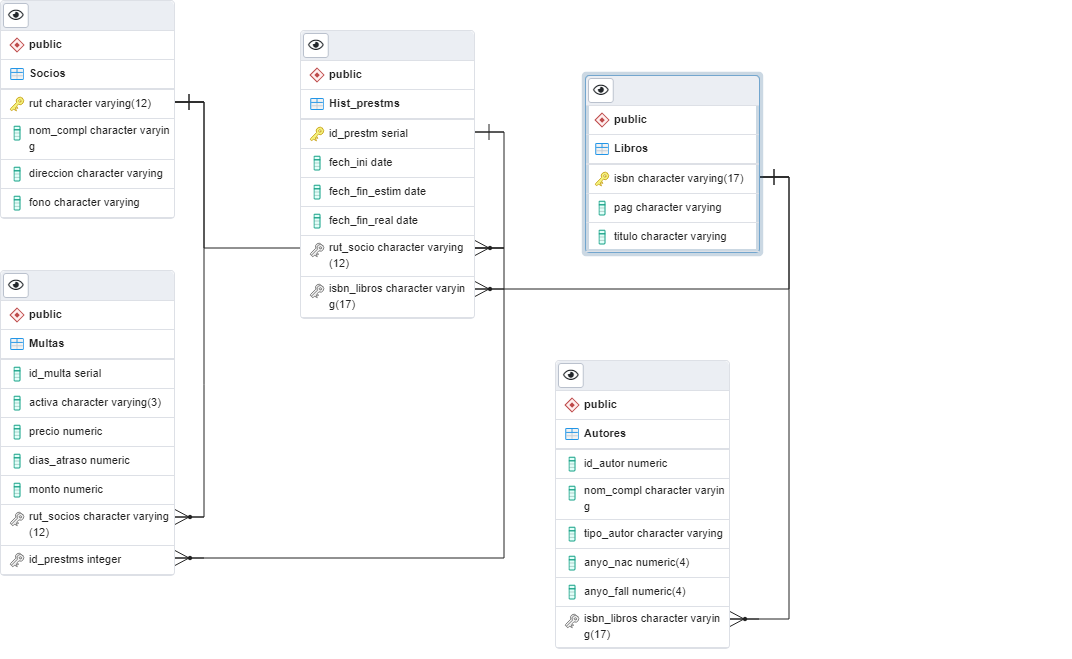 public
Socios
rut character varying(12)
nom_compl character varyin
g
direccion character varying
fono character varying
public
Hist_prestms
id_prestm serial
fech_ini date
fech_fin_estim date
fech_fin_real date
rut_socio character varying
(12)
isbn_libros character varyin
g(17)
public
Libros
isbn character varying(17)
pag character varying
titulo character varying
public
Multas
id_multa serial
activa character varying(3)
precio numeric
dias_atraso numeric
monto numeric
rut_socios character varying
(12)
id_prestms integer
public
Autores
id_autor numeric
nom_compl character varyin
g
tipo_autor character varying
anyo_nac numeric(4)
anyo_fall numeric(4)
isbn_libros character varyin
g(17)